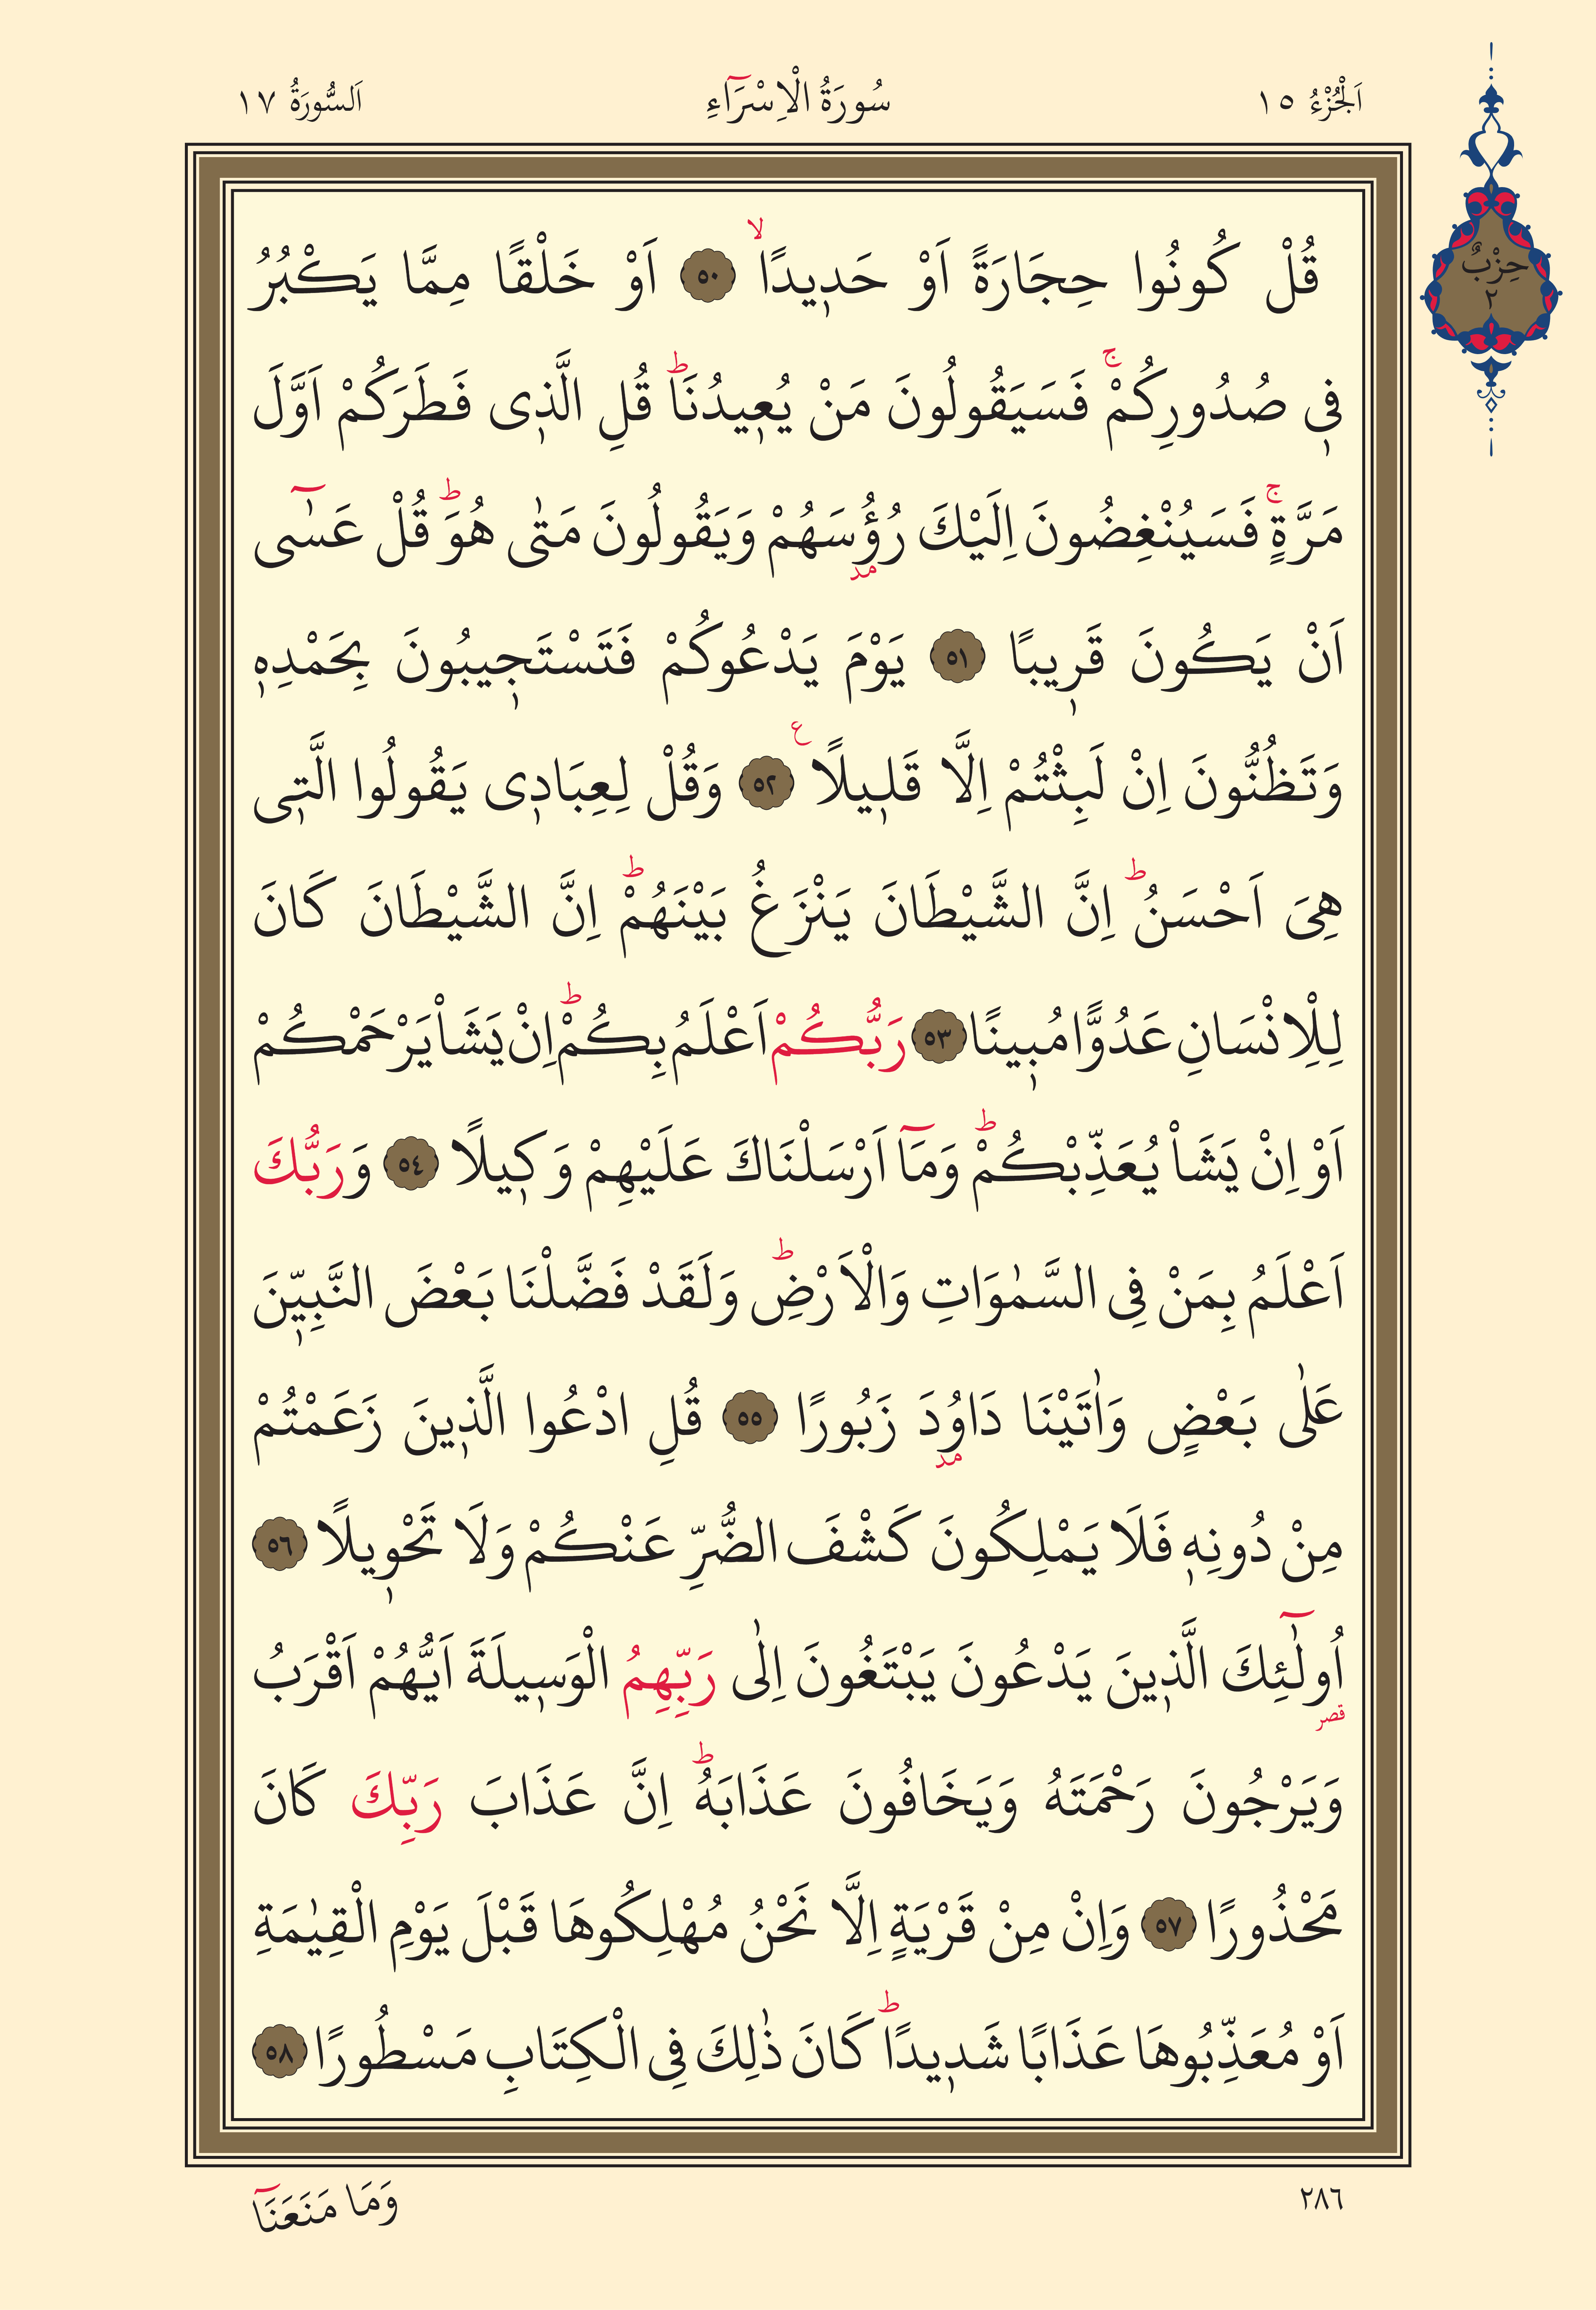 اَلْجُزْءُ ١٥
سُورَةُ الْاِسْرَٓاءِ
اَلسُّورَةُ ١٧
حِزْبٌ
٢
قُلْ كُونُوا حِجَارَةً اَوْ حَد۪يدًاۙ ﴿٥٠﴾ اَوْ خَلْقًا مِمَّا يَكْبُرُ
ف۪ي صُدُورِكُمْۚ فَسَيَقُولُونَ مَنْ يُع۪يدُنَاۜ قُلِ الَّذ۪ي فَطَرَكُمْ اَوَّلَ
مَرَّةٍۚ فَسَيُنْغِضُونَ اِلَيْكَ رُؤُ۫سَهُمْ وَيَقُولُونَ مَتٰى هُوَۜ قُلْ عَسٰٓى
اَنْ يَكُونَ قَر۪يبًا ﴿٥١﴾ يَوْمَ يَدْعُوكُمْ فَتَسْتَج۪يبُونَ بِحَمْدِه۪
وَتَظُنُّونَ اِنْ لَبِثْتُمْ اِلَّا قَل۪يلًا۟ ﴿٥٢﴾ وَقُلْ لِعِبَاد۪ي يَقُولُوا الَّت۪ي
هِيَ اَحْسَنُۜ اِنَّ الشَّيْطَانَ يَنْزَغُ بَيْنَهُمْۜ اِنَّ الشَّيْطَانَ كَانَ
لِلْاِنْسَانِ عَدُوًّا مُب۪ينًا ﴿٥٣﴾ رَبُّكُمْ اَعْلَمُ بِكُمْۜ اِنْ يَشَأْ يَرْحَمْكُمْ
اَوْ اِنْ يَشَأْ يُعَذِّبْكُمْۜ وَمَٓا اَرْسَلْنَاكَ عَلَيْهِمْ وَك۪يلًا ﴿٥٤﴾ وَرَبُّكَ
اَعْلَمُ بِمَنْ فِي السَّمٰوَاتِ وَالْاَرْضِۜ وَلَقَدْ فَضَّلْنَا بَعْضَ النَّبِيّ۪نَ
عَلٰى بَعْضٍ وَاٰتَيْنَا دَاوُ۫دَ زَبُورًا ﴿٥٥﴾ قُلِ ادْعُوا الَّذ۪ينَ زَعَمْتُمْ
مِنْ دُونِه۪ فَلَا يَمْلِكُونَ كَشْفَ الضُّرِّ عَنْكُمْ وَلَا تَحْو۪يلًا ﴿٥٦﴾
اُو۬لٰٓئِكَ الَّذ۪ينَ يَدْعُونَ يَبْتَغُونَ اِلٰى رَبِّهِمُ الْوَس۪يلَةَ اَيُّهُمْ اَقْرَبُ
وَيَرْجُونَ رَحْمَتَهُ وَيَخَافُونَ عَذَابَهُۜ اِنَّ عَذَابَ رَبِّكَ كَانَ
مَحْذُورًا ﴿٥٧﴾ وَاِنْ مِنْ قَرْيَةٍ اِلَّا نَحْنُ مُهْلِكُوهَا قَبْلَ يَوْمِ الْقِيٰمَةِ
اَوْ مُعَذِّبُوهَا عَذَابًا شَد۪يدًاۜ كَانَ ذٰلِكَ فِي الْكِتَابِ مَسْطُورًا ﴿٥٨﴾
٢٨٦
وَمَا مَنَعَنَٓا